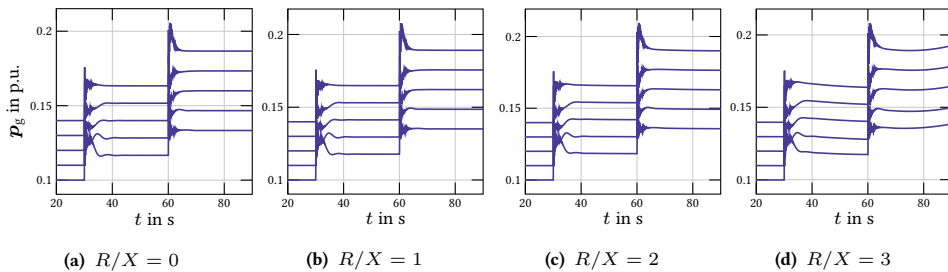 p_g in p.u.
0.2
0.15
0.1
20 40 60 80
t in s
(a) R/X = 0
0.2
0.15
0.1
20 40 60 80
t in s
(b) R/X = 1
0.2
0.15
0.1
20 40 60 80
t in s
(c) R/X = 2
0.2
0.15
0.1
20 40 60 80
t in s
(d) R/X = 3